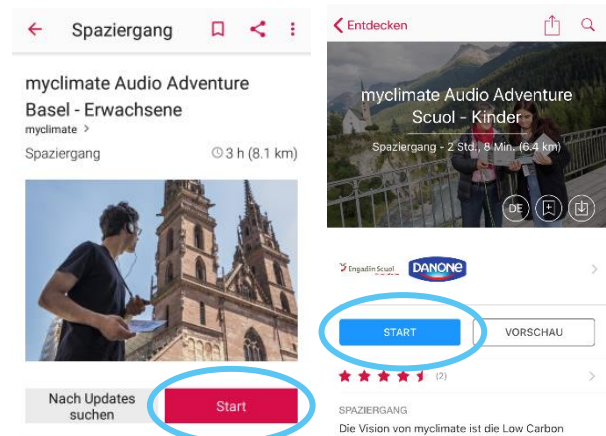 Spaziergang
myclimate Audio Adventure
Basel - Erwachsene
myclimate >
Spaziergang
3 h (8.1 km)
Nach Updates
suchen
Start
Entdecken
myclimate Audio Adventure
Scuol - Kinder
Spaziergang - 2 Std., 8 Min. (6.4 km)
DE
Engadin Scuol
DANONE
START
VORSCHAU
(2)
SPAZIERGANG
Die Vision von myclimate ist die Low Carbon